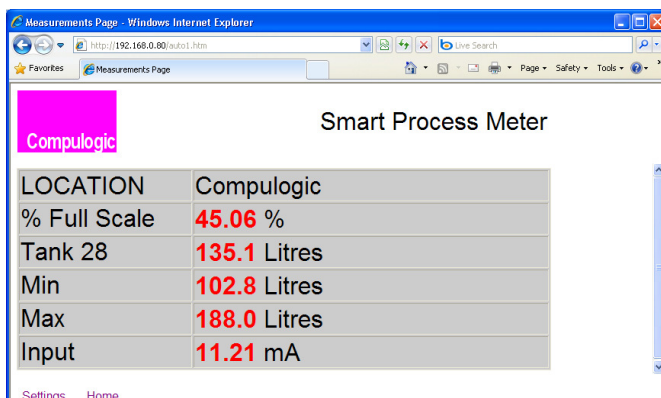 Measurements Page - Windows Internet Explorer
http://192.168.0.80/auto1.htm
Live Search
Favorites Measurements Page Page Safety Tools
Compulogic
Smart Process Meter
LOCATION Compulogic
% Full Scale 45.06 %
Tank 28 135.1 Litres
Min 102.8 Litres
Max 188.0 Litres
Input 11.21 mA
Settings Home